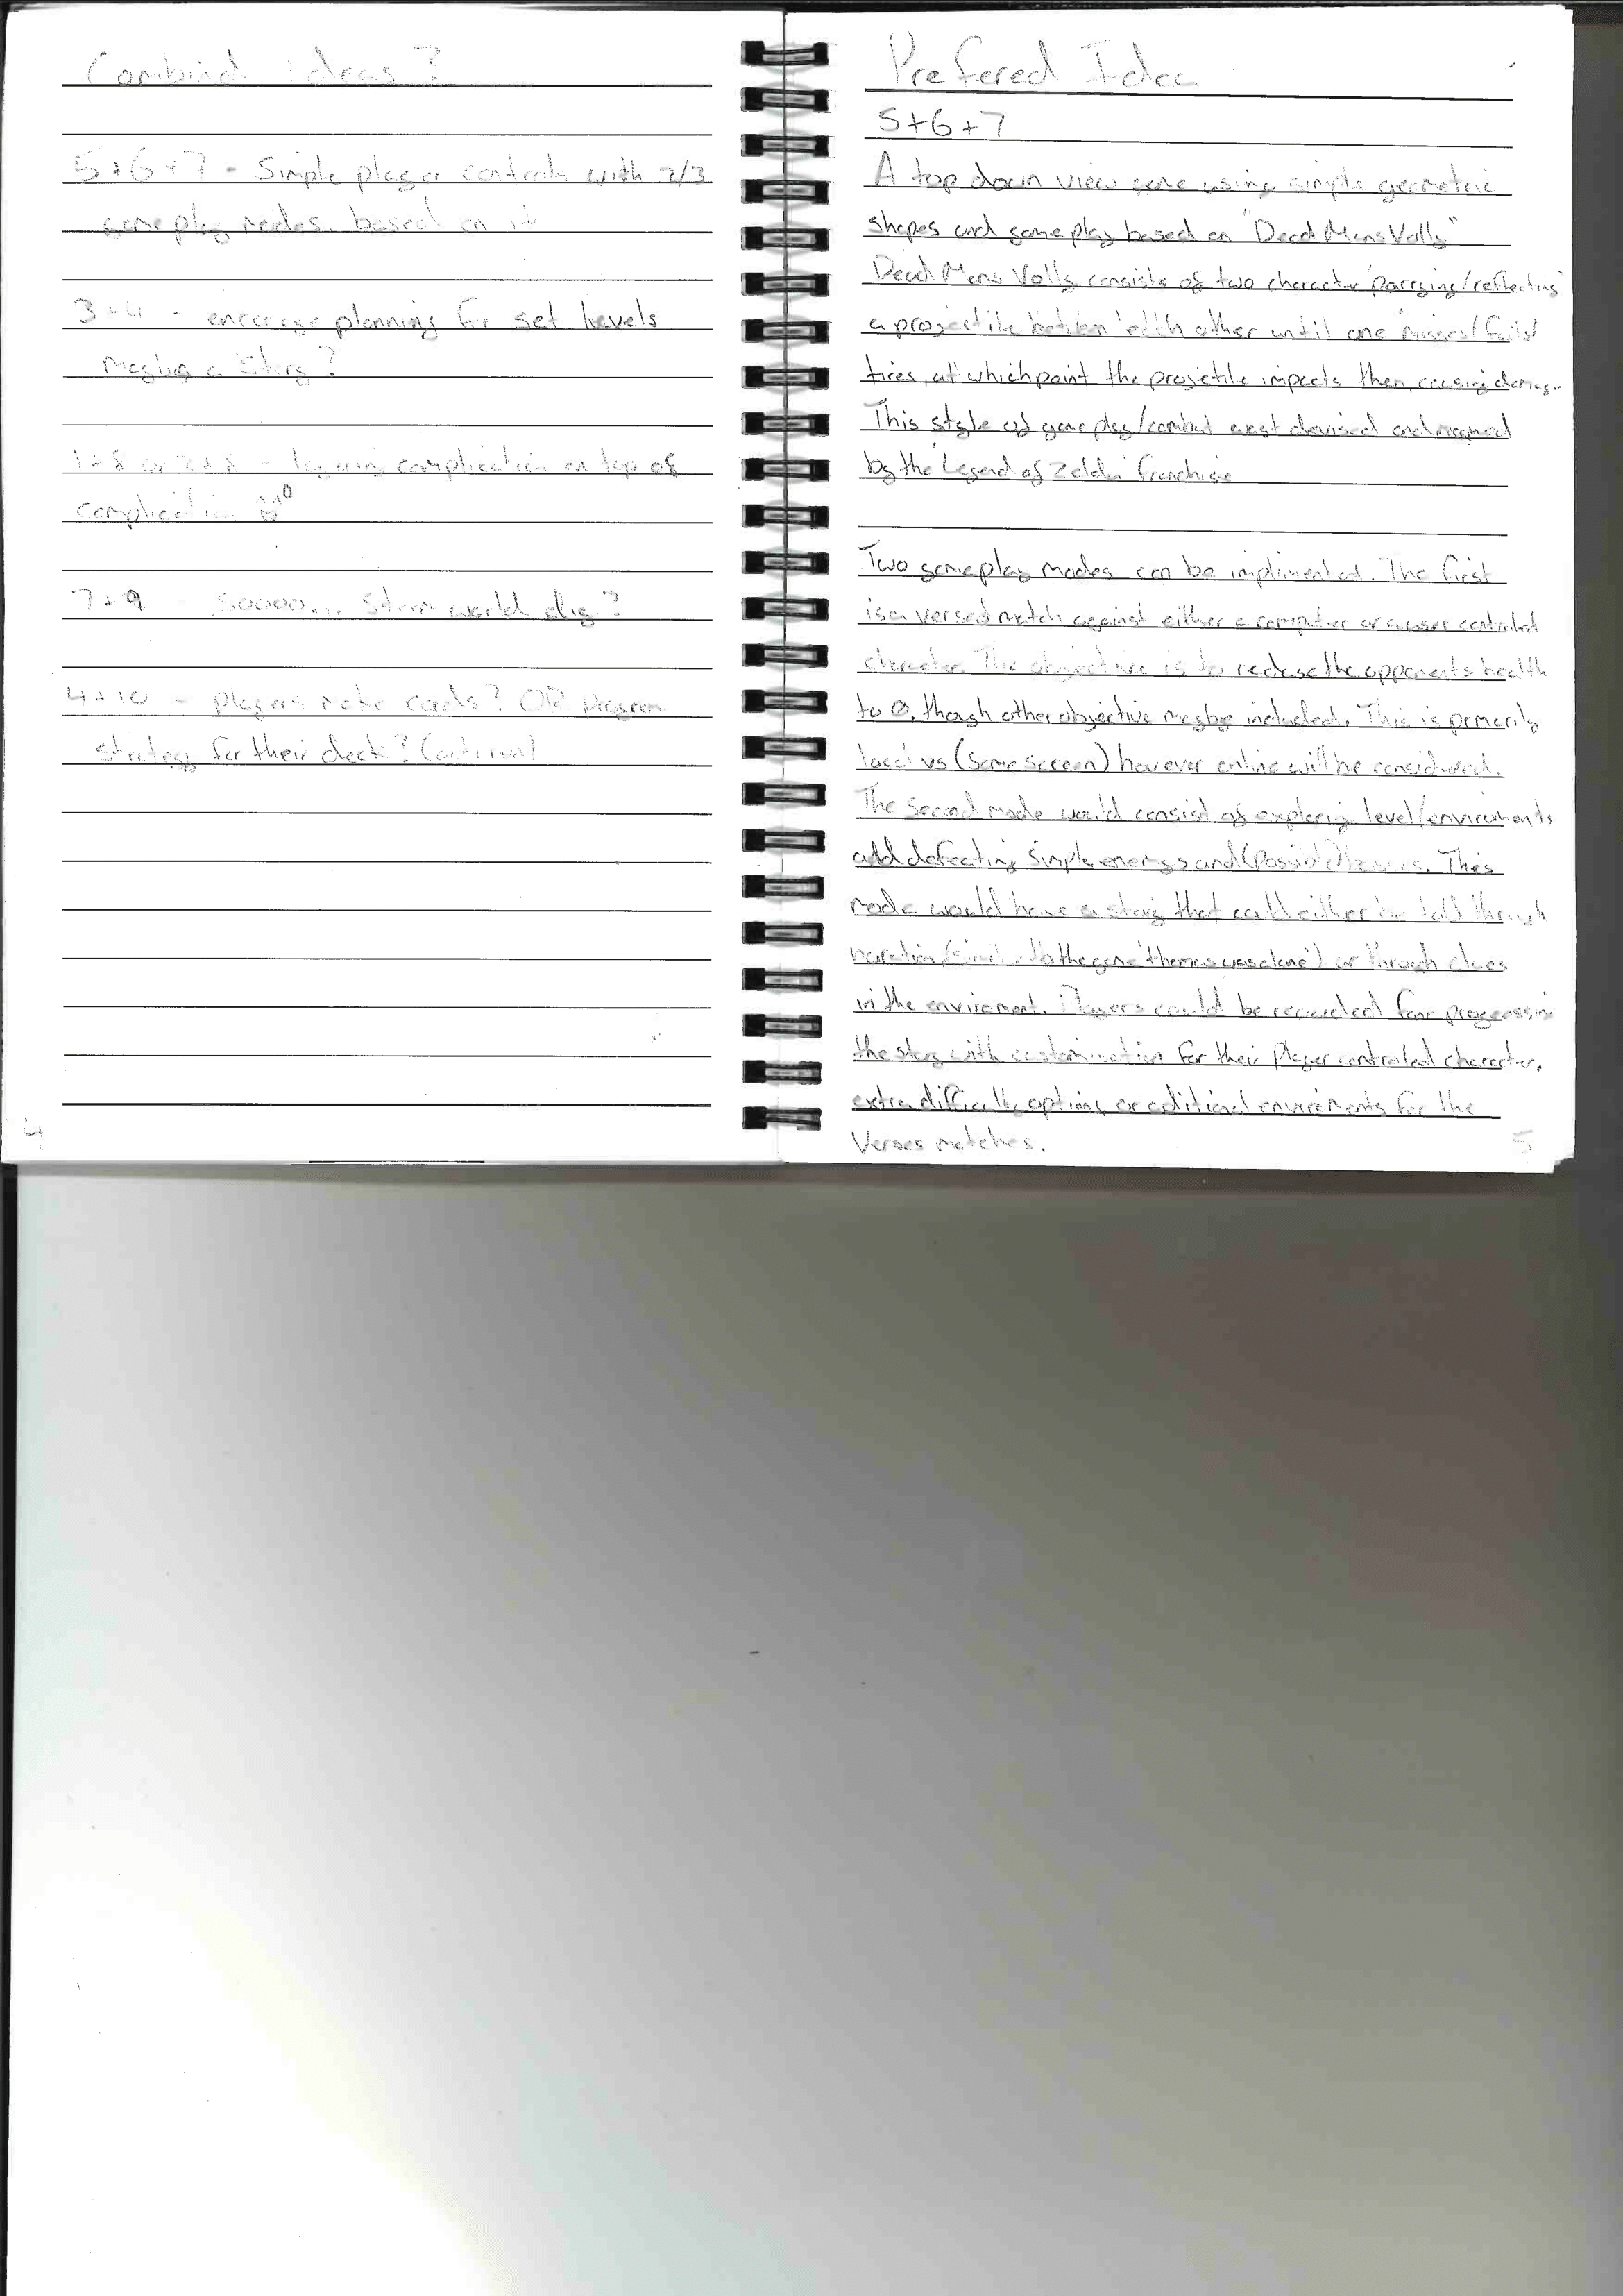 Combind ideas?
5+6+7 - Simple player controls with 2/3
gameplay modes based on it
3+4 - encorage planning for set levels
Maybe a Story?
1+8 or 2+8 - layering complication on top of
complication
7+9 - Soooo... Steam world dig?
4+10 - players make cards? OR program
strategy for their deck?
4
Prefered Idea
5+6+7
A top down view game using simple geometric
shapes and gameplay based on "Dead Mans Volly"
Dead Mans Volly consists of two character parrying/reflecting
a projectile betwen eachother until one misses/fails/
tires, at which point the projectile impacts them, causing damage.
This style of gameplay/combat devised and
by the 'Legend of Zelda' franchise
Two gameplay modes can be implimented. The first
is a versed match against either a computer or a user controlled
character. The objective is to reduse the opponents health
to 0, though other objective maybe included. This is primarily
local vs (same screen) however online will be considered.
The second mode would consist of exploring level/enviroments
and defeating simple enemys and (possible) bosses. This
mode would have a story that could either be told through
naration (similar to the game 'thomas was alone') or through clues
in the enviroment. Players could be rewarded for progressing
the story with customisation for their player controlled character,
extra difficulty options or aditional enviroments for the
Verses matches.
5